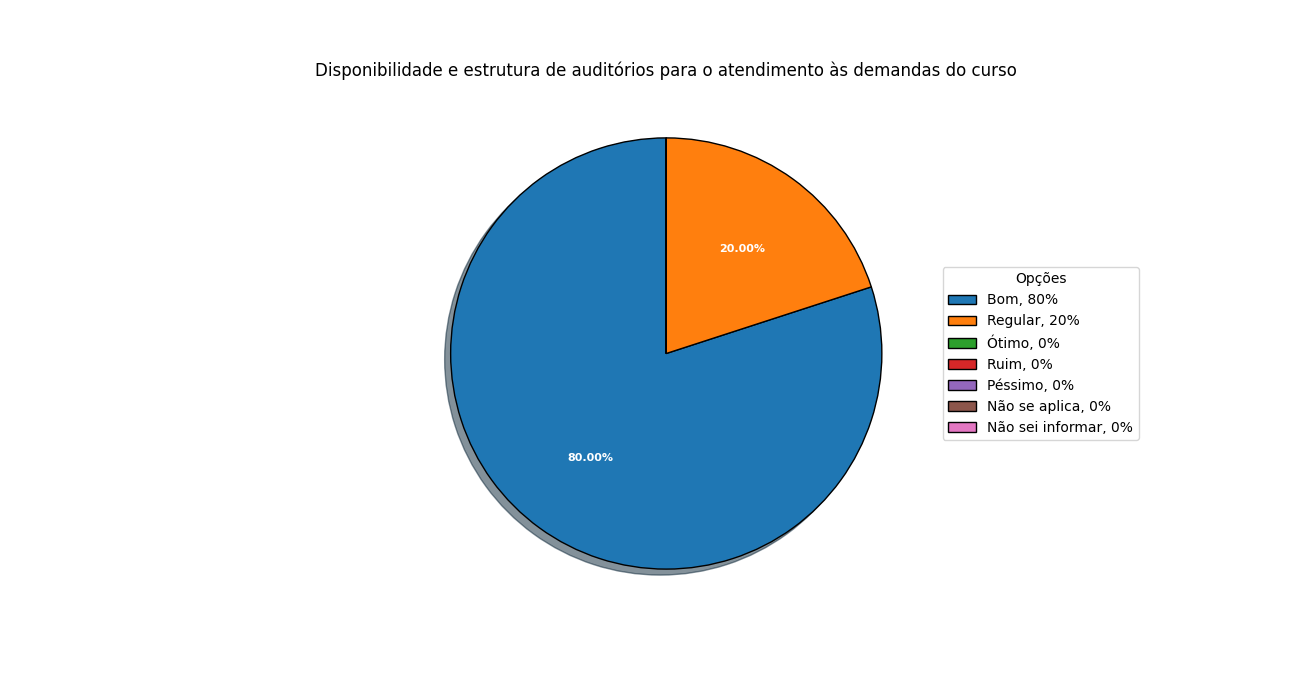 Disponibilidade e estrutura de auditórios para o atendimento às demandas do curso
20.00%
80.00%
Opções
Bom, 80%
Regular, 20%
Ótimo, 0%
Ruim, 0%
Péssimo, 0%
Não se aplica, 0%
Não sei informar, 0%